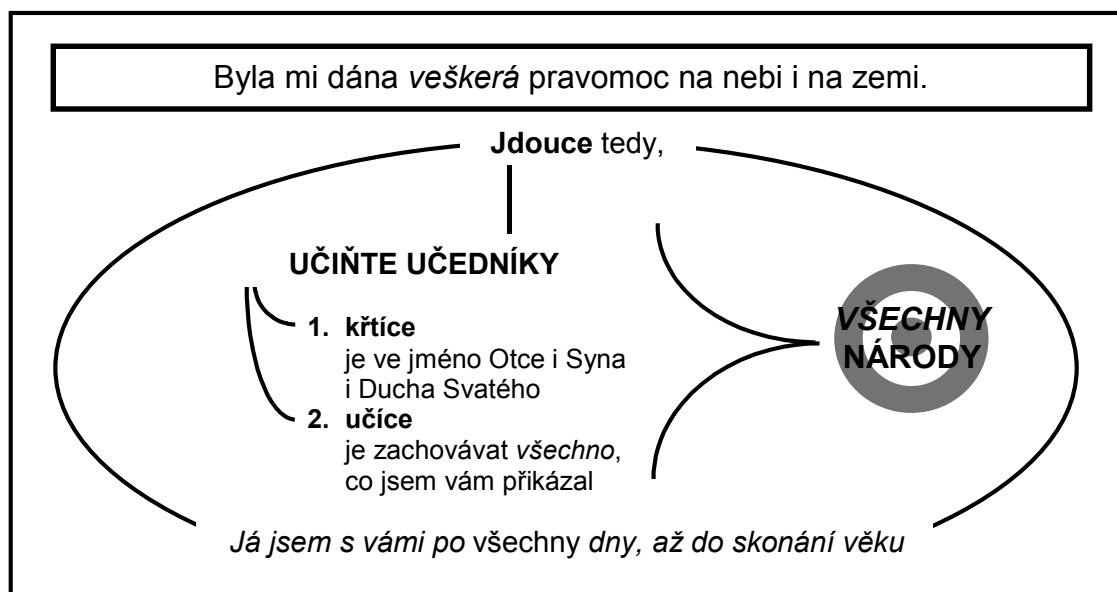 Byla mi dána veškerá pravomoc na nebi i na zemi.
Jdouce tedy,
UČIŇTE UČEDNÍKY
1. křtíce
je ve jméno Otce i Syna
i Ducha Svatého
2. učíce
je zachovávat všechno,
co jsem vám přikázal
VŠECHNY
NÁRODY
Já jsem s vámi po všechny dny, až do skonání věku